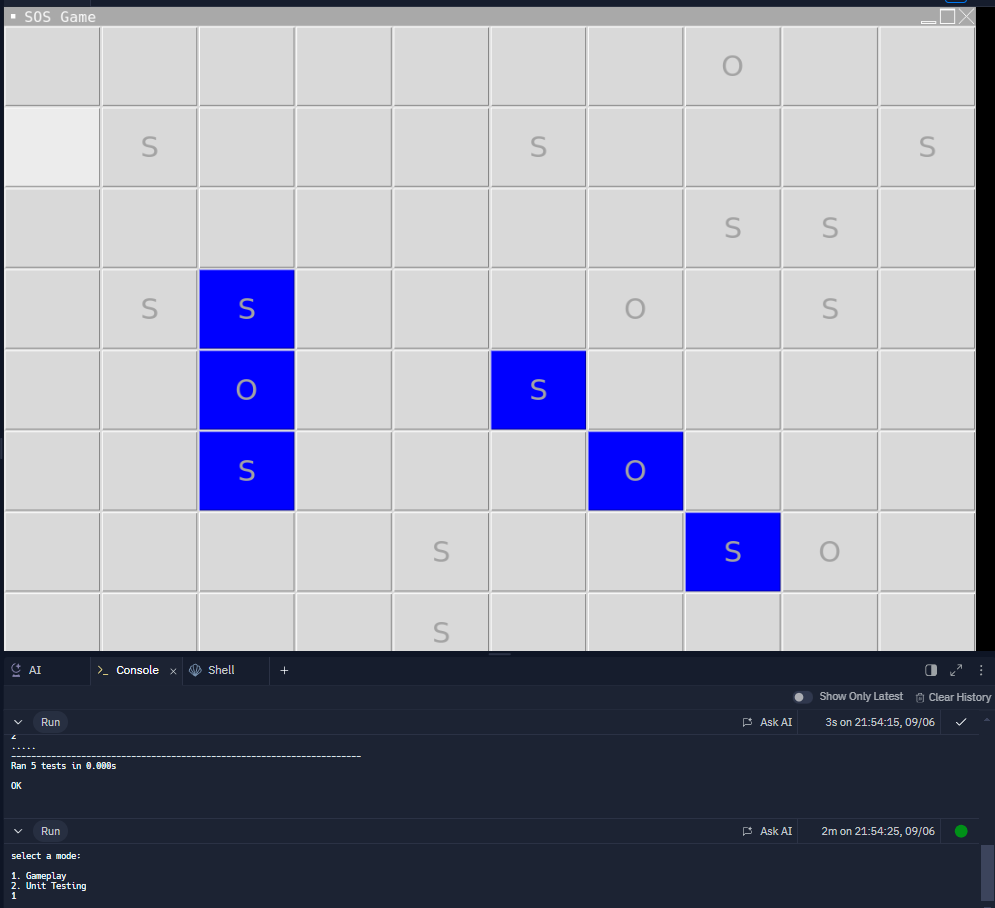 SOS Game
O
S S S
S S
S S O S
O S
S O
S S O
S
AI Console × Shell +
Show Only Latest Clear History
Run Ask AI 3s on 21:54:15, 09/06
2
.....
----------------------------------------------------------------------
Ran 5 tests in 0.000s
OK
Run Ask AI 2m on 21:54:25, 09/06
select a mode:
1. Gameplay
2. Unit Testing
1